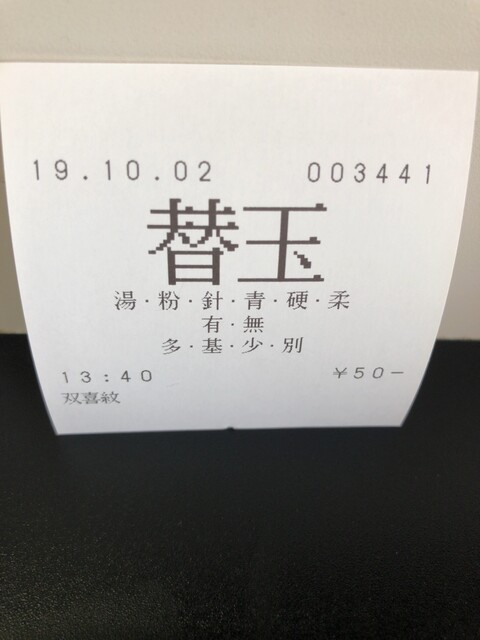 19.10.02 003441
替玉
湯・粉・針・青・硬・柔
有・無
多・基・少・別
13:40 ¥50−
双喜紋